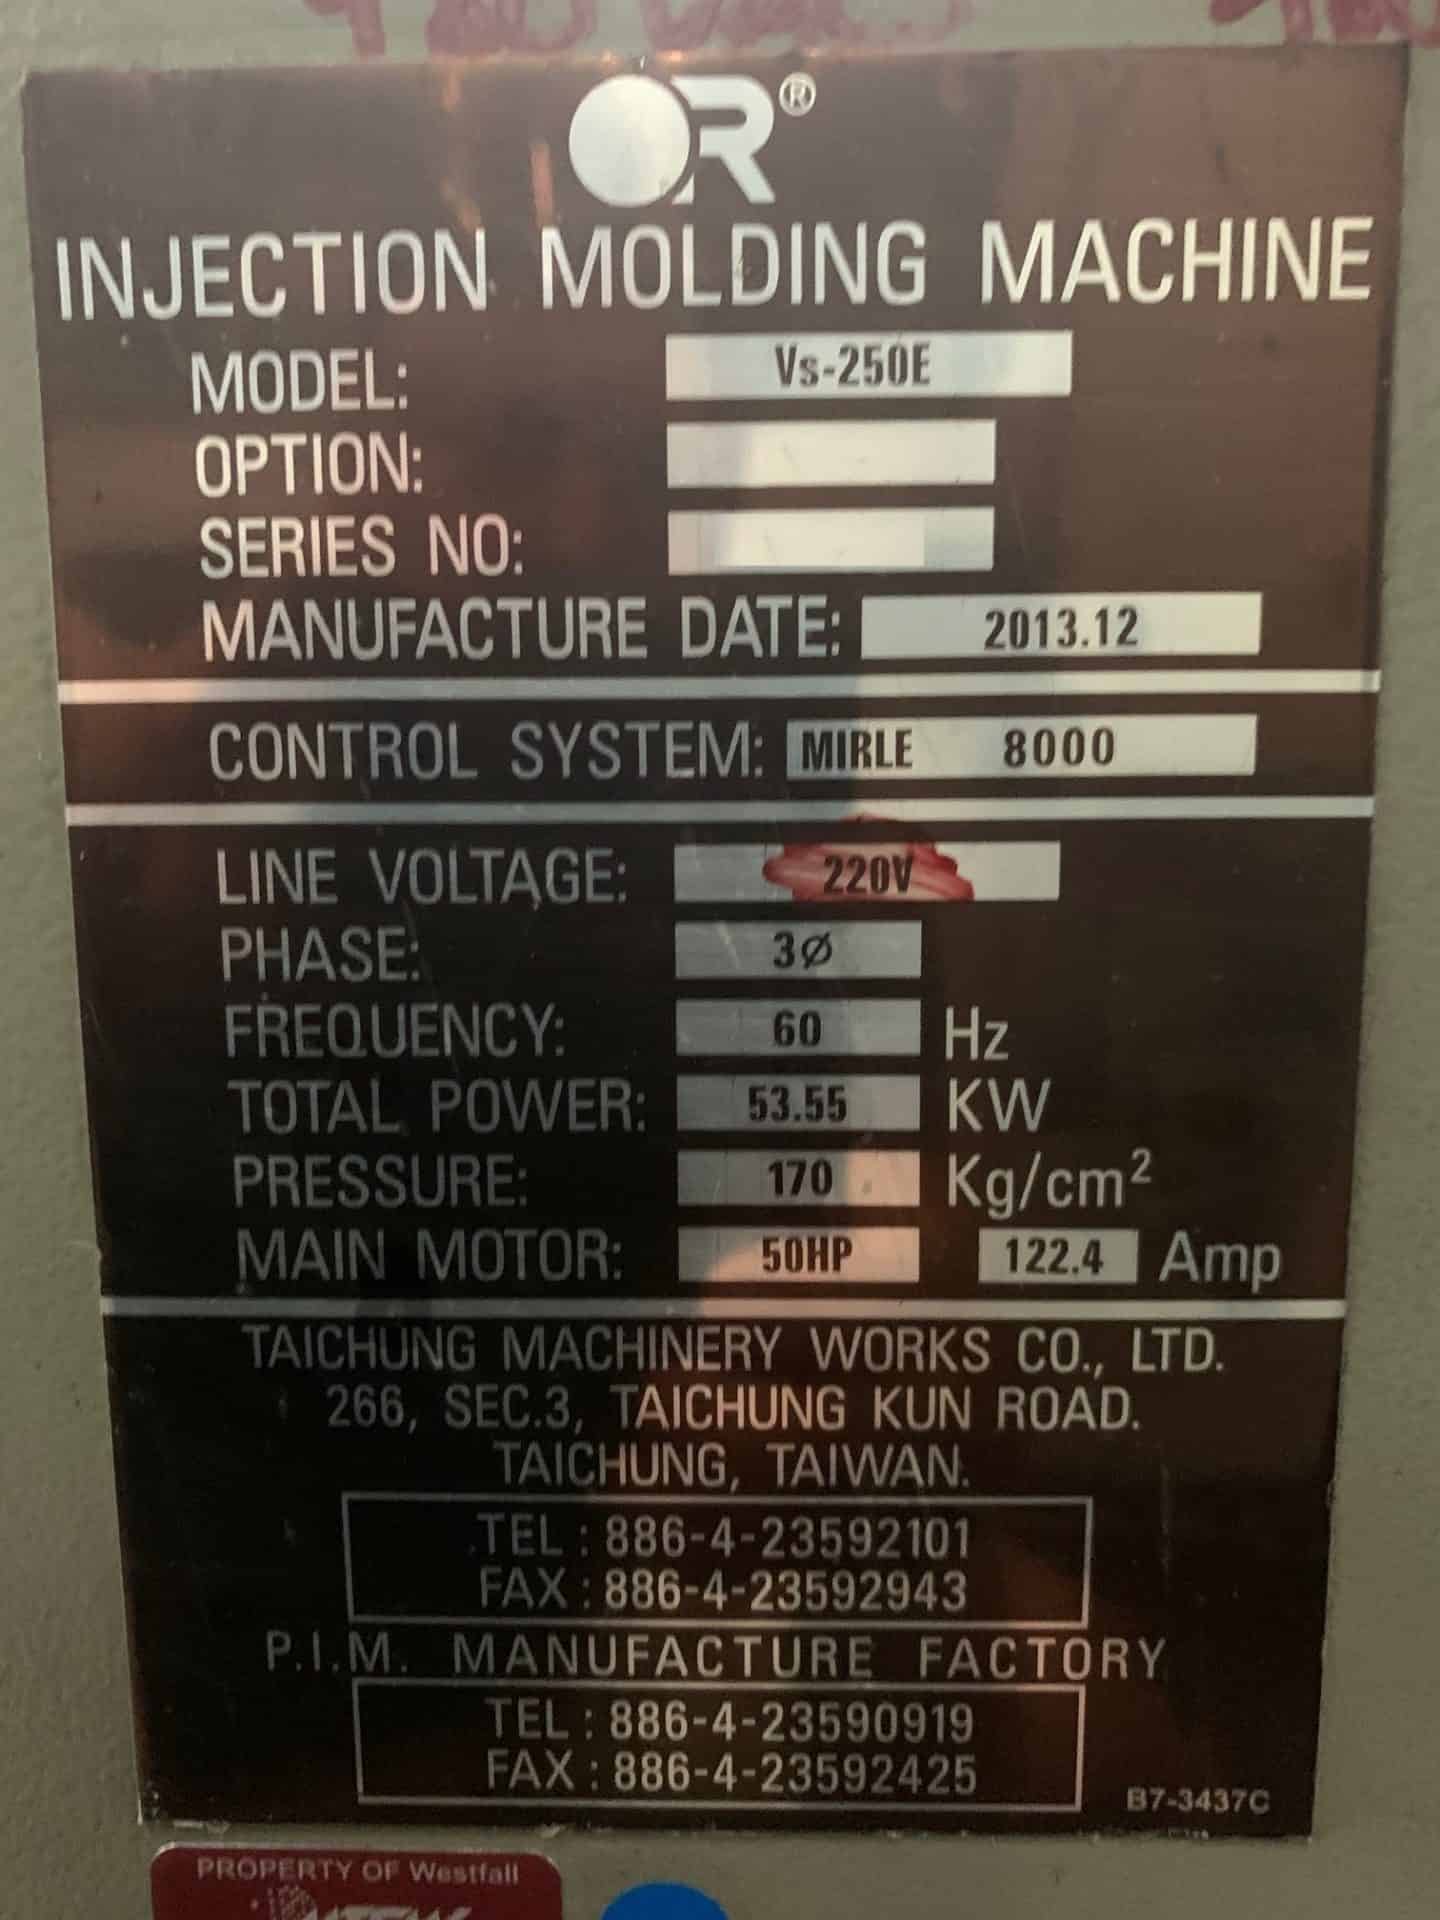 R®
INJECTION MOLDING MACHINE
MODEL: Vs-250E
OPTION:
SERIES NO:
MANUFACTURE DATE: 2013.12
CONTROL SYSTEM: MIRLE 8000
LINE VOLTAGE: 220V
PHASE: 3Ø
FREQUENCY: 60 Hz
TOTAL POWER: 53.55 KW
PRESSURE: 170 Kg/cm²
MAIN MOTOR: 50HP 122.4 Amp
TAICHUNG MACHINERY WORKS CO., LTD.
266, SEC.3, TAICHUNG KUN ROAD.
TAICHUNG, TAIWAN.
TEL : 886-4-23592101
FAX : 886-4-23592943
P.I.M. MANUFACTURE FACTORY
TEL : 886-4-23590919
FAX : 886-4-23592425
B7-3437C
PROPERTY OF Westfall